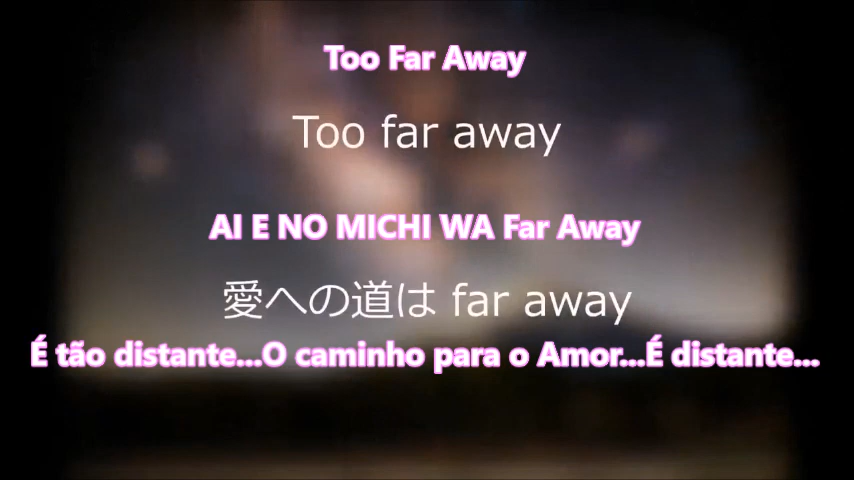 Too Far Away
Too far away
AI E NO MICHI WA Far Away
愛への道は far away
É tão distante...O caminho para o Amor...É distante...